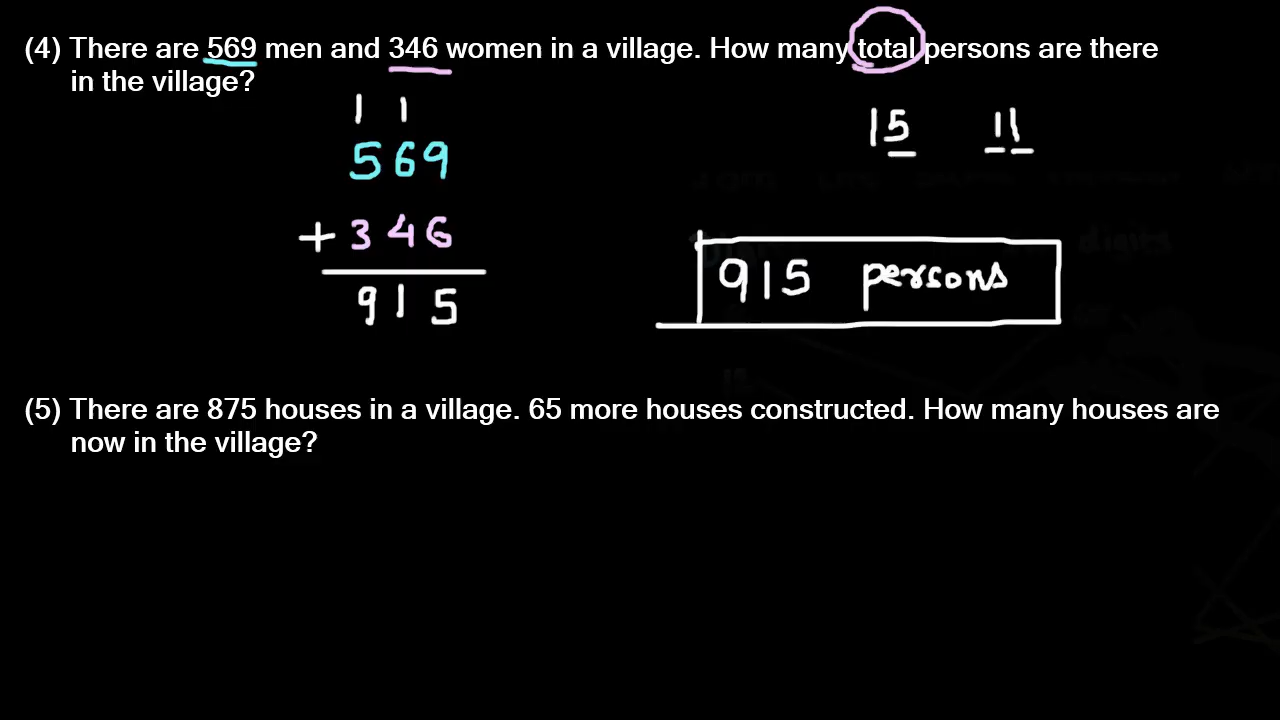 (4) There are 569 men and 346 women in a village. How many total persons are there
in the village?
1 1
15 11
569
+ 346
915 persons
915
(5) There are 875 houses in a village. 65 more houses constructed. How many houses are
now in the village?